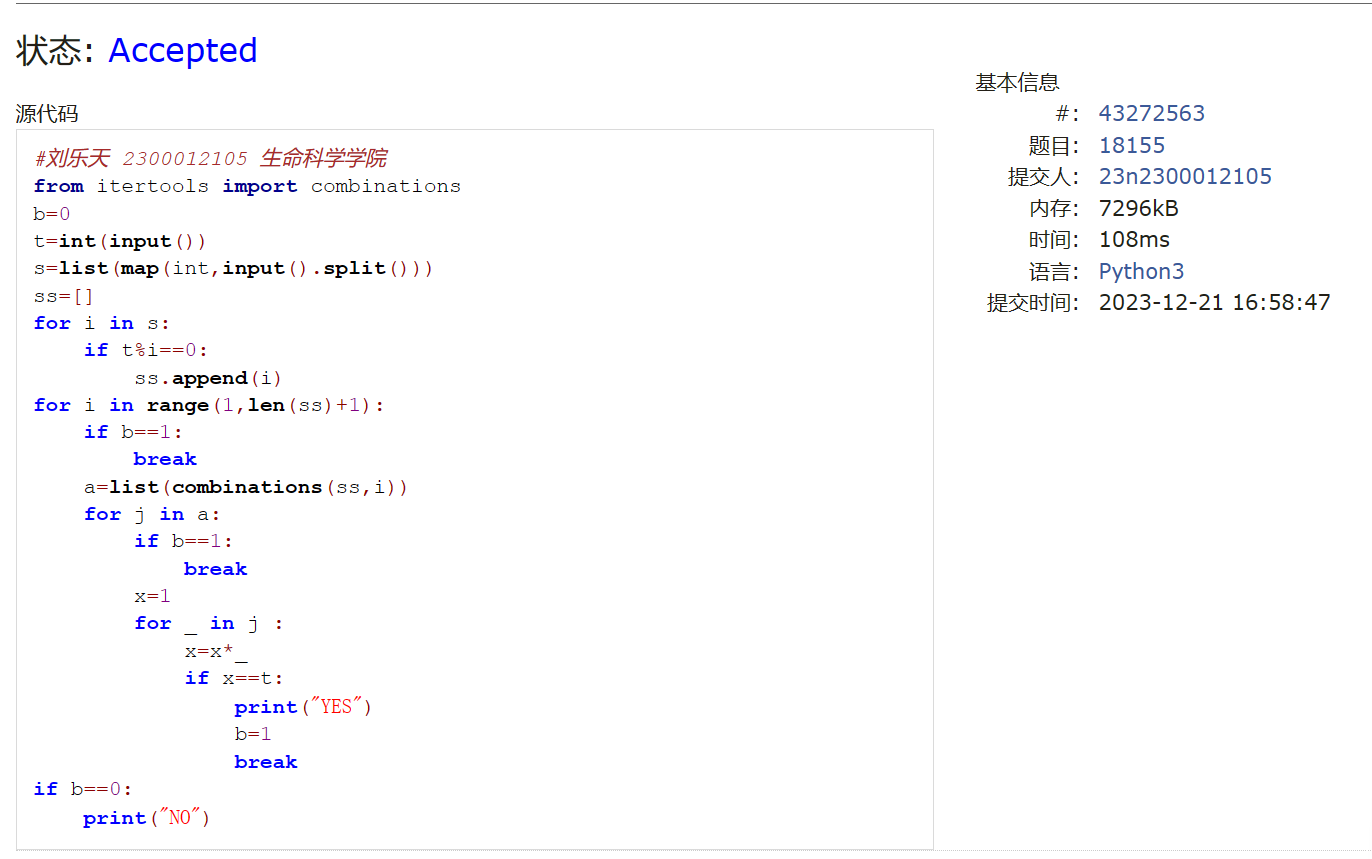 状态: Accepted
源代码
#刘乐天 2300012105 生命科学学院
from itertools import combinations
b=0
t=int(input())
s=list(map(int,input().split()))
ss=[]
for i in s:
    if t%i==0:
        ss.append(i)
for i in range(1,len(ss)+1):
    if b==1:
        break
    a=list(combinations(ss,i))
    for j in a:
        if b==1:
            break
        x=1
        for _ in j :
            x=x*_
            if x==t:
                print("YES")
                b=1
                break
if b==0:
    print("NO")
基本信息
#: 43272563
题目: 18155
提交人: 23n2300012105
内存: 7296kB
时间: 108ms
语言: Python3
提交时间: 2023-12-21 16:58:47